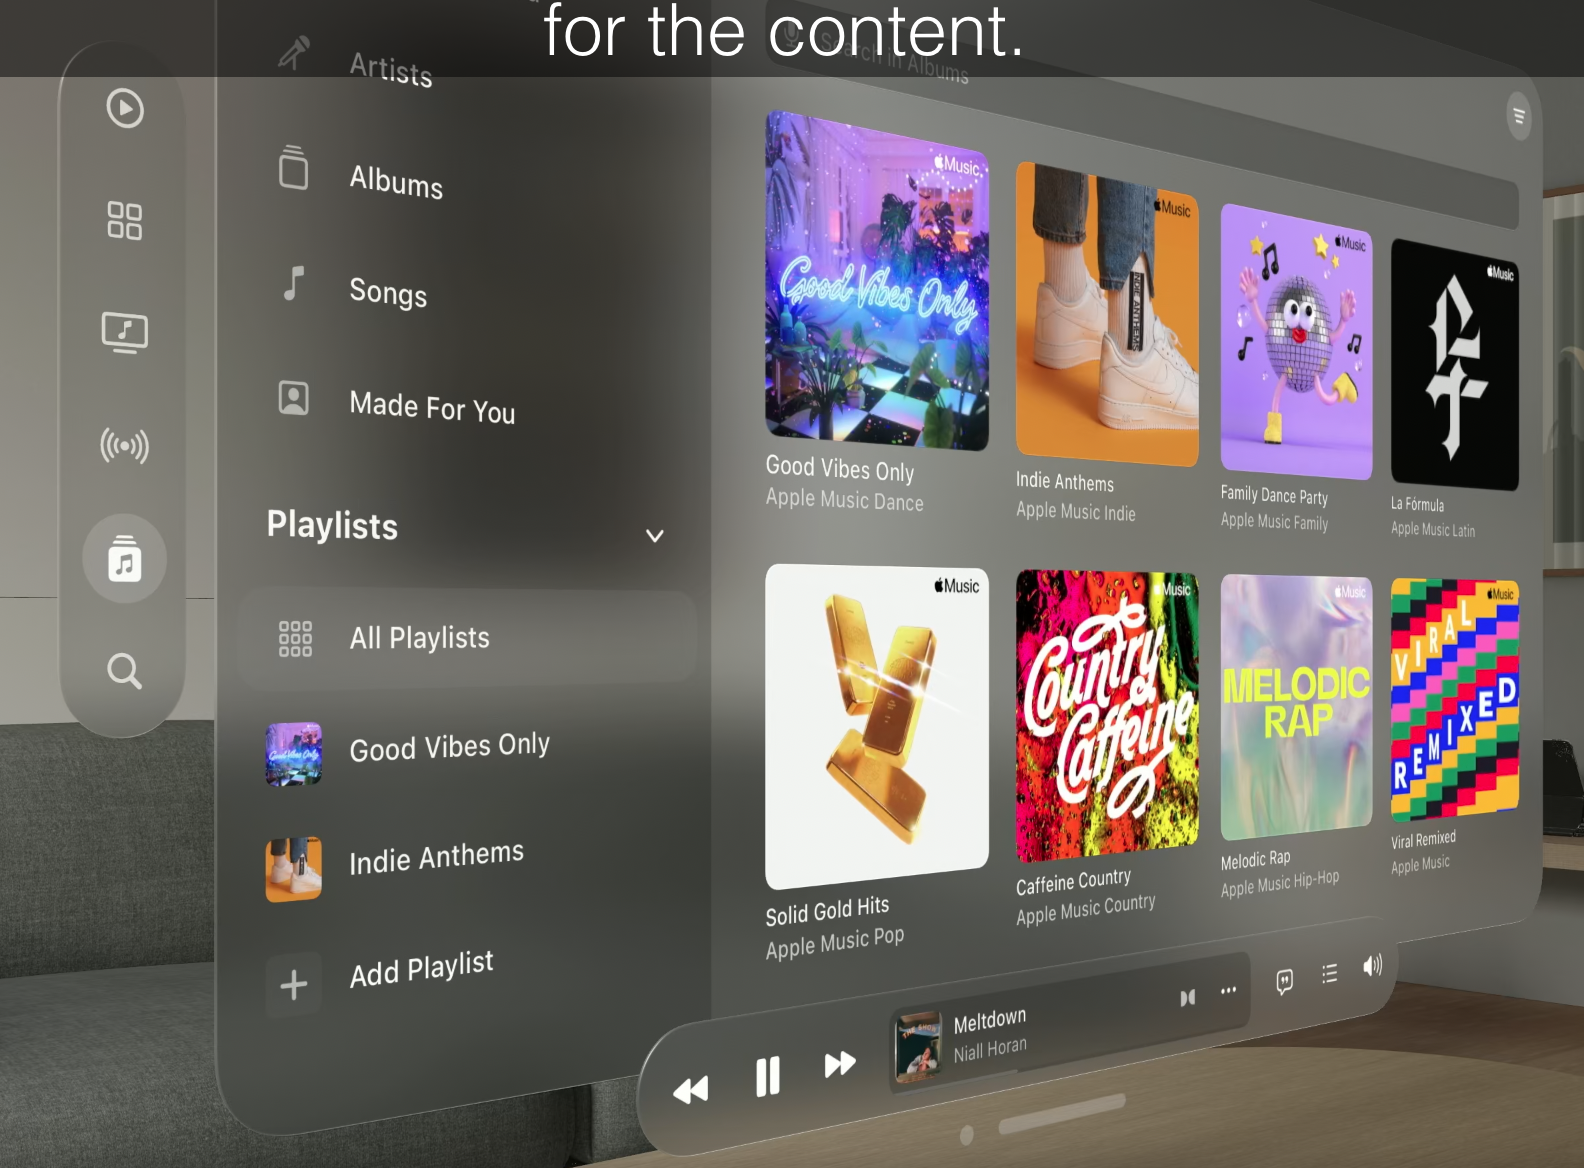 for the content.
Search in Albums
Artists
Albums
Songs
Made For You
Playlists
All Playlists
Good Vibes Only
Indie Anthems
Add Playlist
Music
Good Vibes Only
Good Vibes Only
Apple Music Dance
Music
INDIE ANTHEMS
Indie Anthems
Apple Music Indie
Music
Family Dance Party
Apple Music Family
Music
La Fórmula
Apple Music Latin
Music
Solid Gold Hits
Apple Music Pop
Music
Country
Caffeine
Caffeine Country
Apple Music Country
Music
MELODIC
RAP
Melodic Rap
Apple Music Hip-Hop
Music
VIRAL
REMIXED
Viral Remixed
Apple Music
THE SHOW
Meltdown
Niall Horan